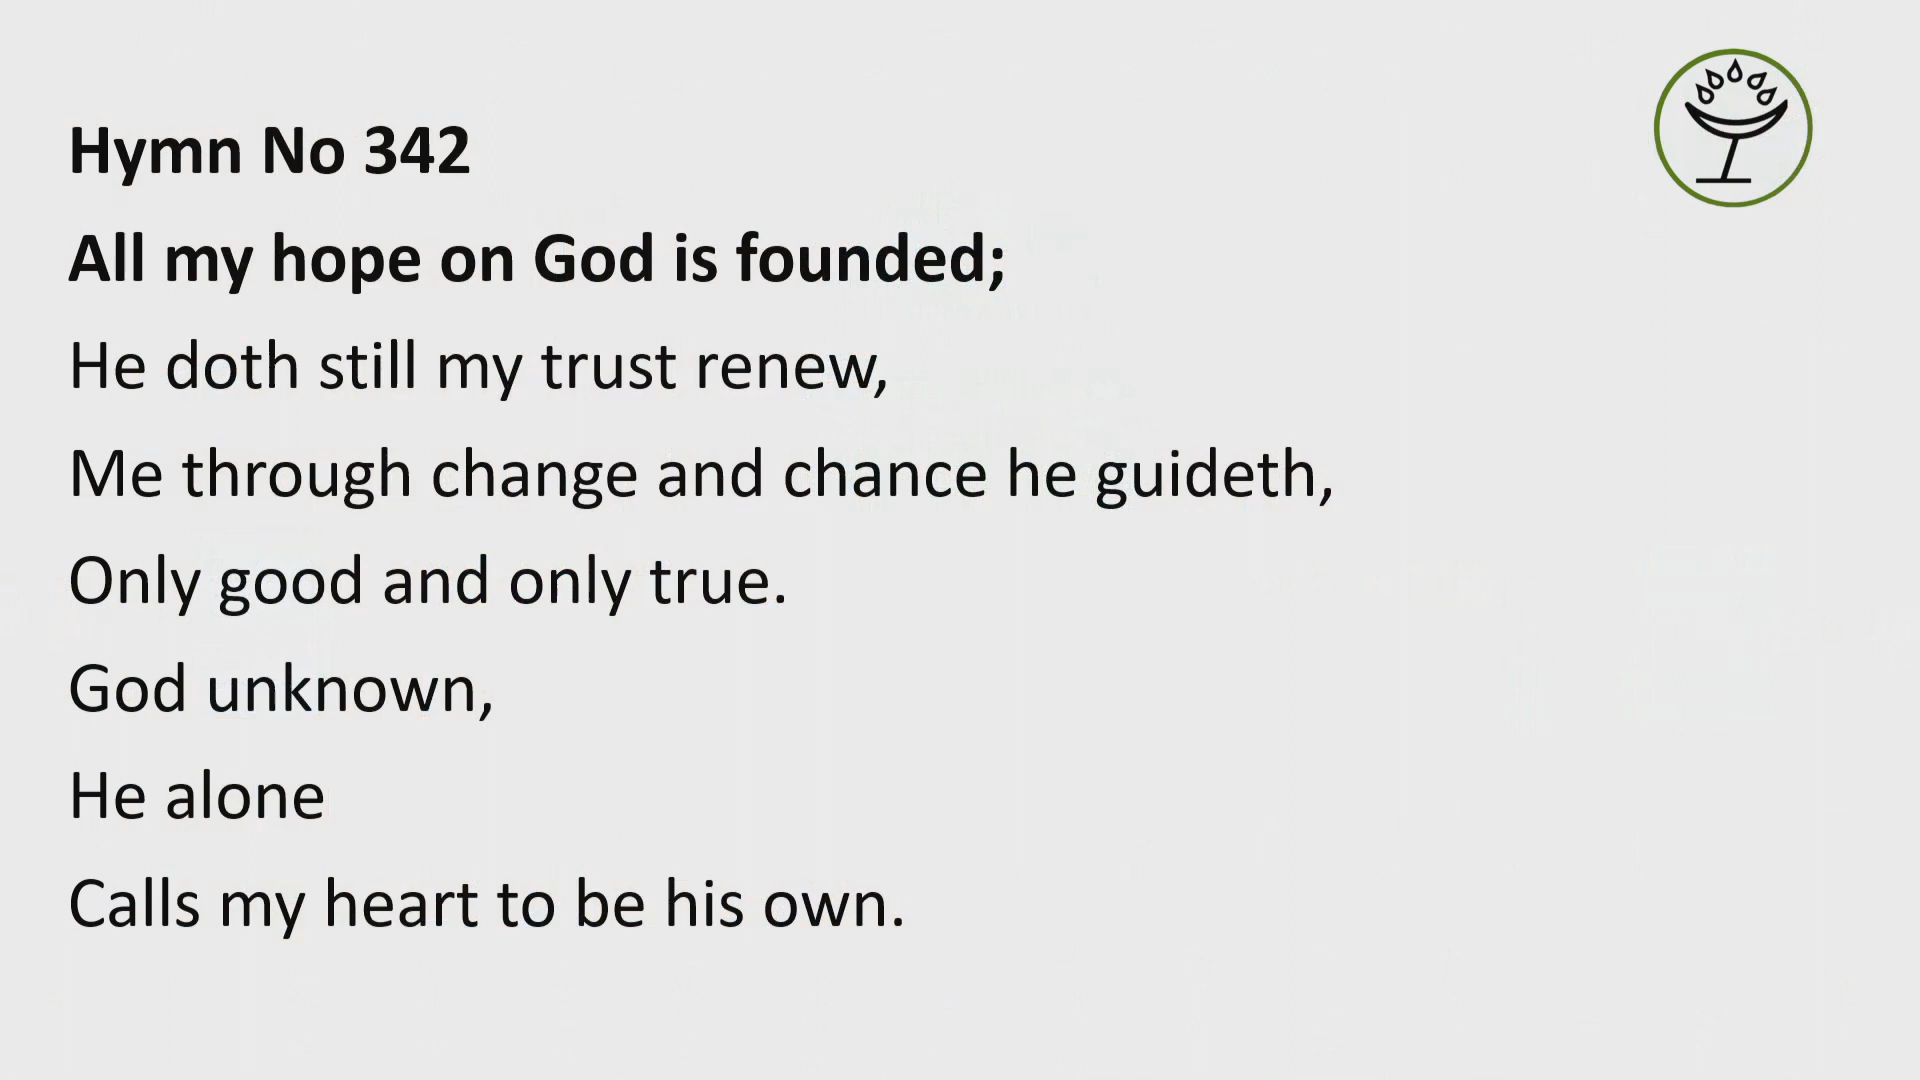 Hymn No 342
All my hope on God is founded;
He doth still my trust renew,
Me through change and chance he guideth,
Only good and only true.
God unknown,
He alone
Calls my heart to be his own.